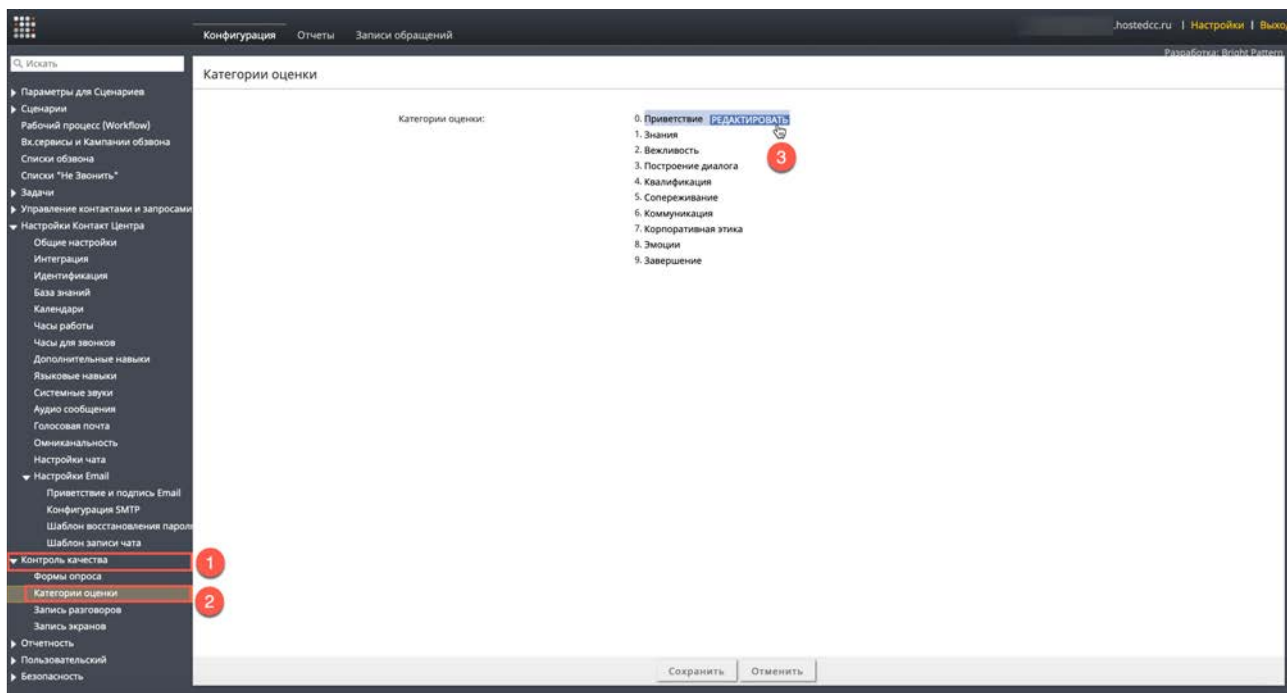 Конфигурация Отчеты Записи обращений
.hostedcc.ru | Настройки | Выход
Разработка: Bright Pattern
Искать
Категории оценки
Параметры для Сценариев
Сценарии
Рабочий процесс (Workflow)
Вх.сервисы и Кампании обзвона
Списки обзвона
Списки "Не Звонить"
Задачи
Управление контактами и запросами
Настройки Контакт Центра
Общие настройки
Интеграция
Идентификация
База знаний
Календари
Часы работы
Часы для звонков
Дополнительные навыки
Языковые навыки
Системные звуки
Аудио сообщения
Голосовая почта
Омниканальность
Настройки чата
Настройки Email
Приветствие и подпись Email
Конфигурация SMTP
Шаблон восстановления пароля
Шаблон записи чата
Контроль качества
1
Формы опроса
Категории оценки
2
Запись разговоров
Запись экранов
Отчетность
Пользовательский
Безопасность
Категории оценки:
0. Приветствие РЕДАКТИРОВАТЬ
1. Знания
2. Вежливость
3
3. Построение диалога
4. Квалификация
5. Сопереживание
6. Коммуникация
7. Корпоративная этика
8. Эмоции
9. Завершение
Сохранить Отменить